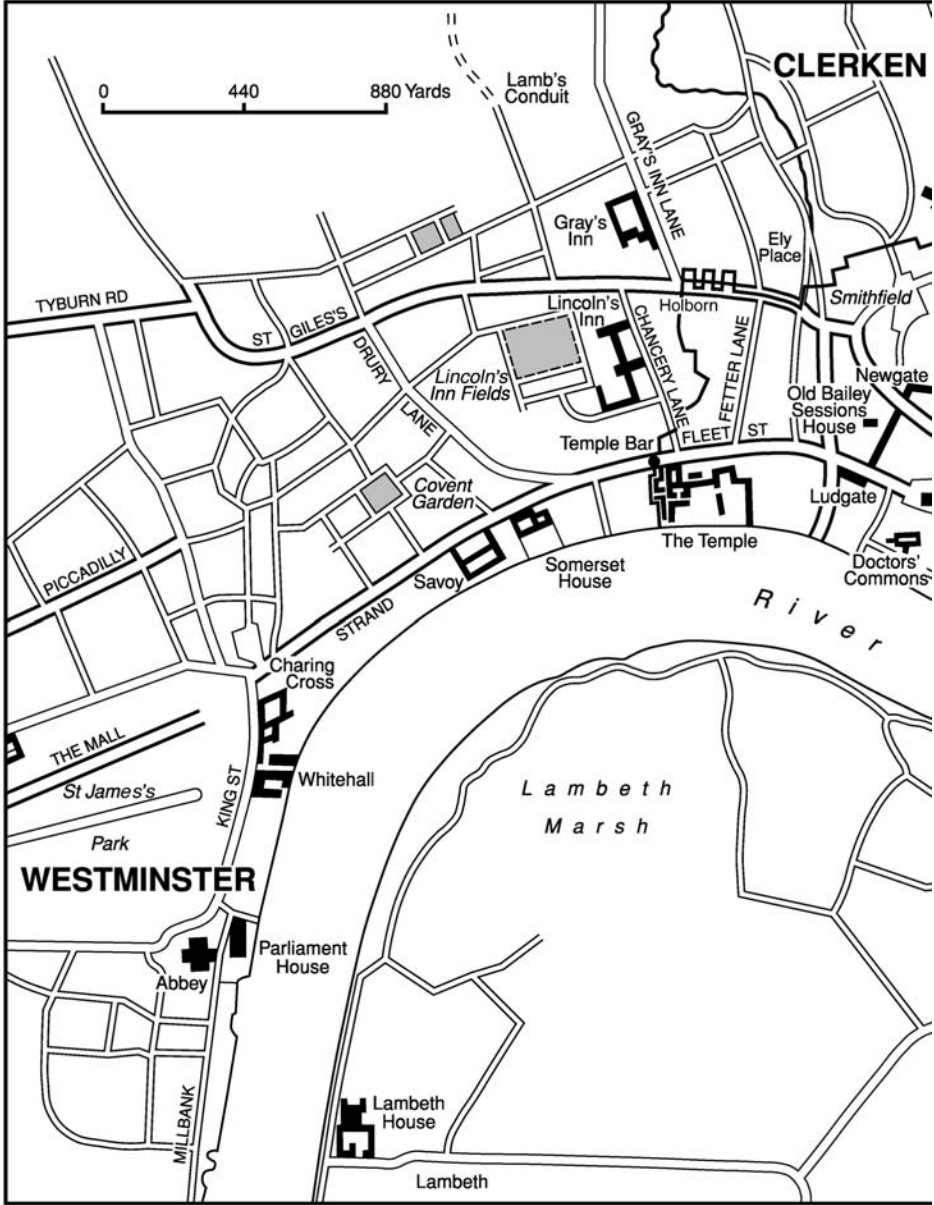 CLERKEN
0 440 880 Yards
Lamb's
Conduit
GRAY'S INN LANE
Gray's
Inn
Ely
Place
TYBURN RD
Smithfield
Holborn
ST GILES'S
Lincoln's
Inn
CHANCERY LANE
FETTER LANE
DRURY LANE
Lincoln's
Inn Fields
Newgate
Old Bailey
Sessions
House
Temple Bar
FLEET ST
Covent
Garden
Ludgate
PICCADILLY
The Temple
Savoy
Somerset
House
Doctors'
Commons
STRAND
River
Charing
Cross
THE MALL
Whitehall
St James's
Park
KING ST
Lambeth
Marsh
WESTMINSTER
Parliament
House
Abbey
MILLBANK
Lambeth
House
Lambeth